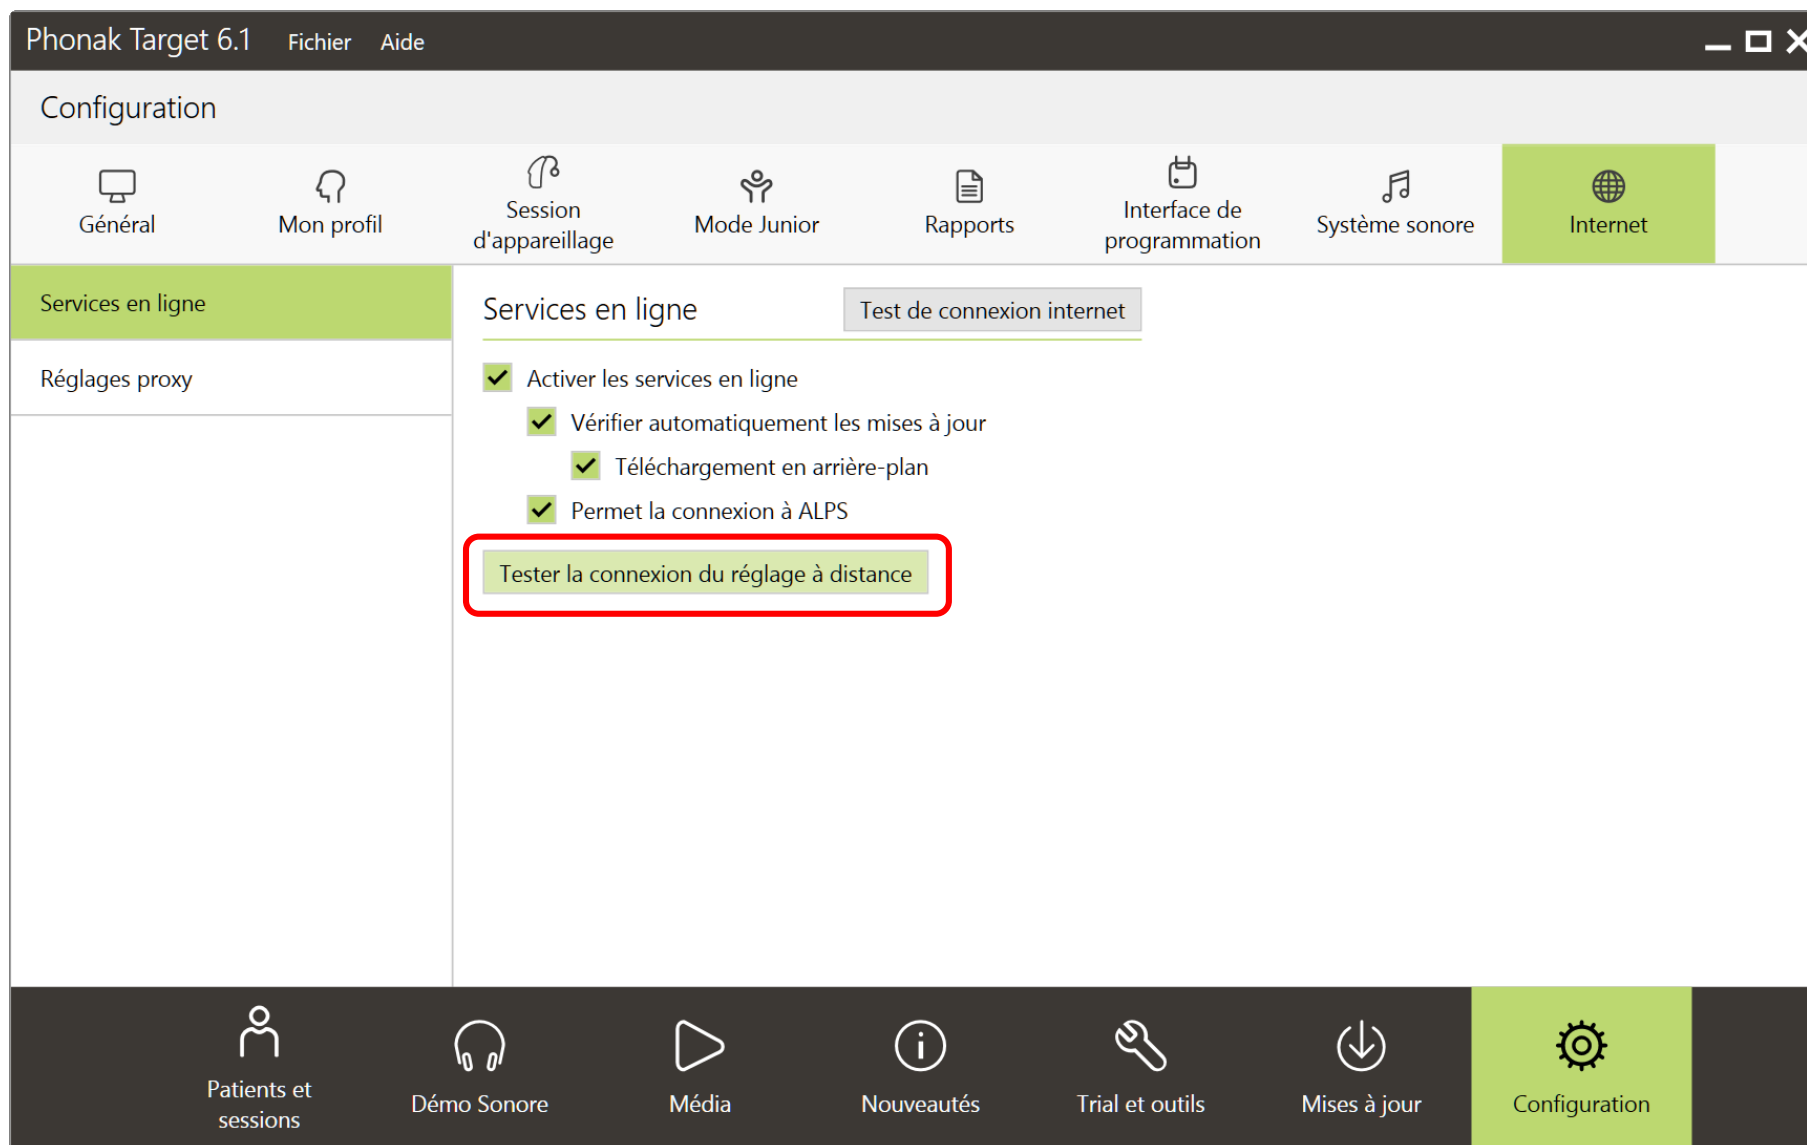 Phonak Target 6.1 Fichier Aide
Configuration
Général
Mon profil
Session
d'appareillage
Mode Junior
Rapports
Interface de
programmation
Système sonore
Internet
Services en ligne
Réglages proxy
Services en ligne
Test de connexion internet
Activer les services en ligne
Vérifier automatiquement les mises à jour
Téléchargement en arrière-plan
Permet la connexion à ALPS
Tester la connexion du réglage à distance
Patients et
sessions
Démo Sonore
Média
Nouveautés
Trial et outils
Mises à jour
Configuration